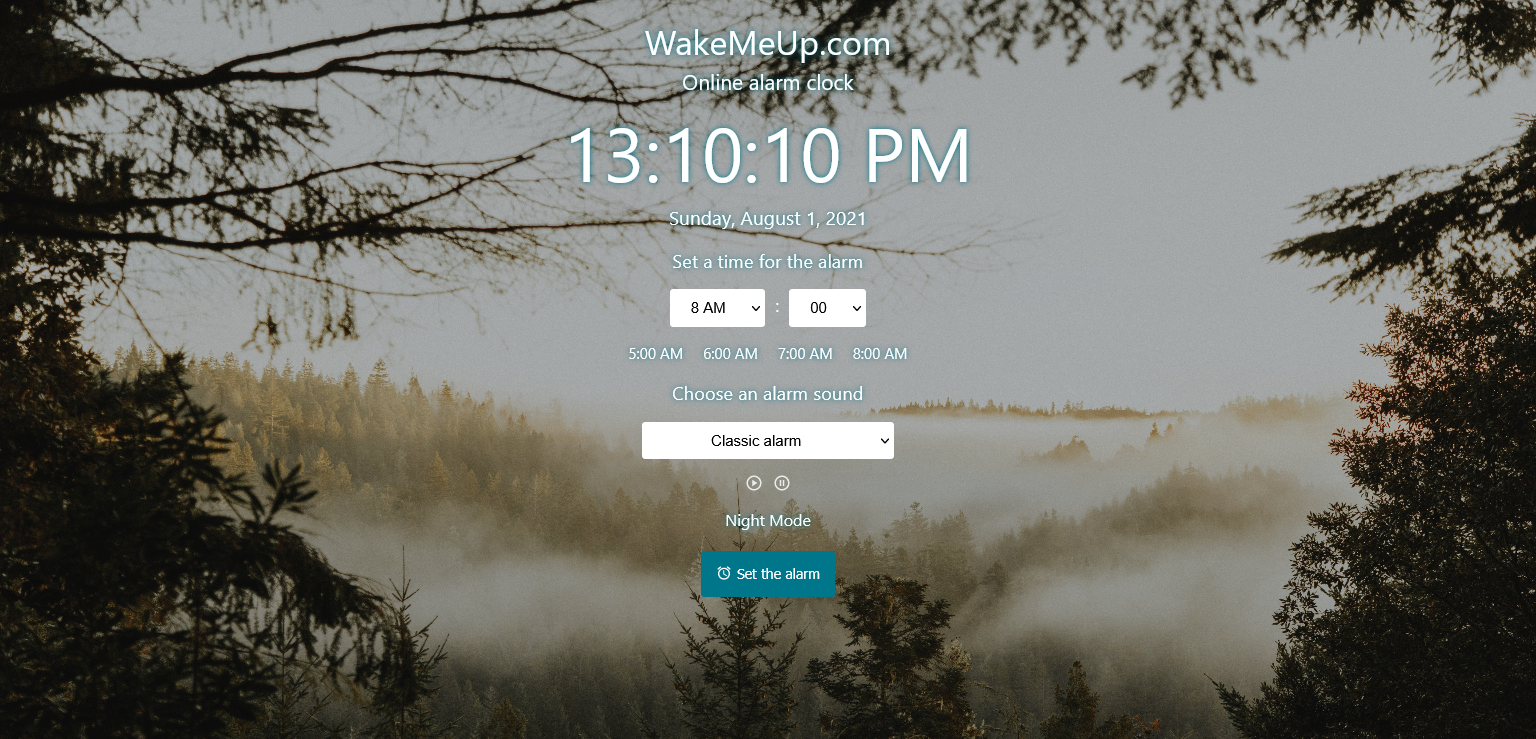 WakeMeUp.com
Online alarm clock
13:10:10 PM
Sunday, August 1, 2021
Set a time for the alarm
8 AM : 00
5:00 AM 6:00 AM 7:00 AM 8:00 AM
Choose an alarm sound
Classic alarm
Night Mode
Set the alarm